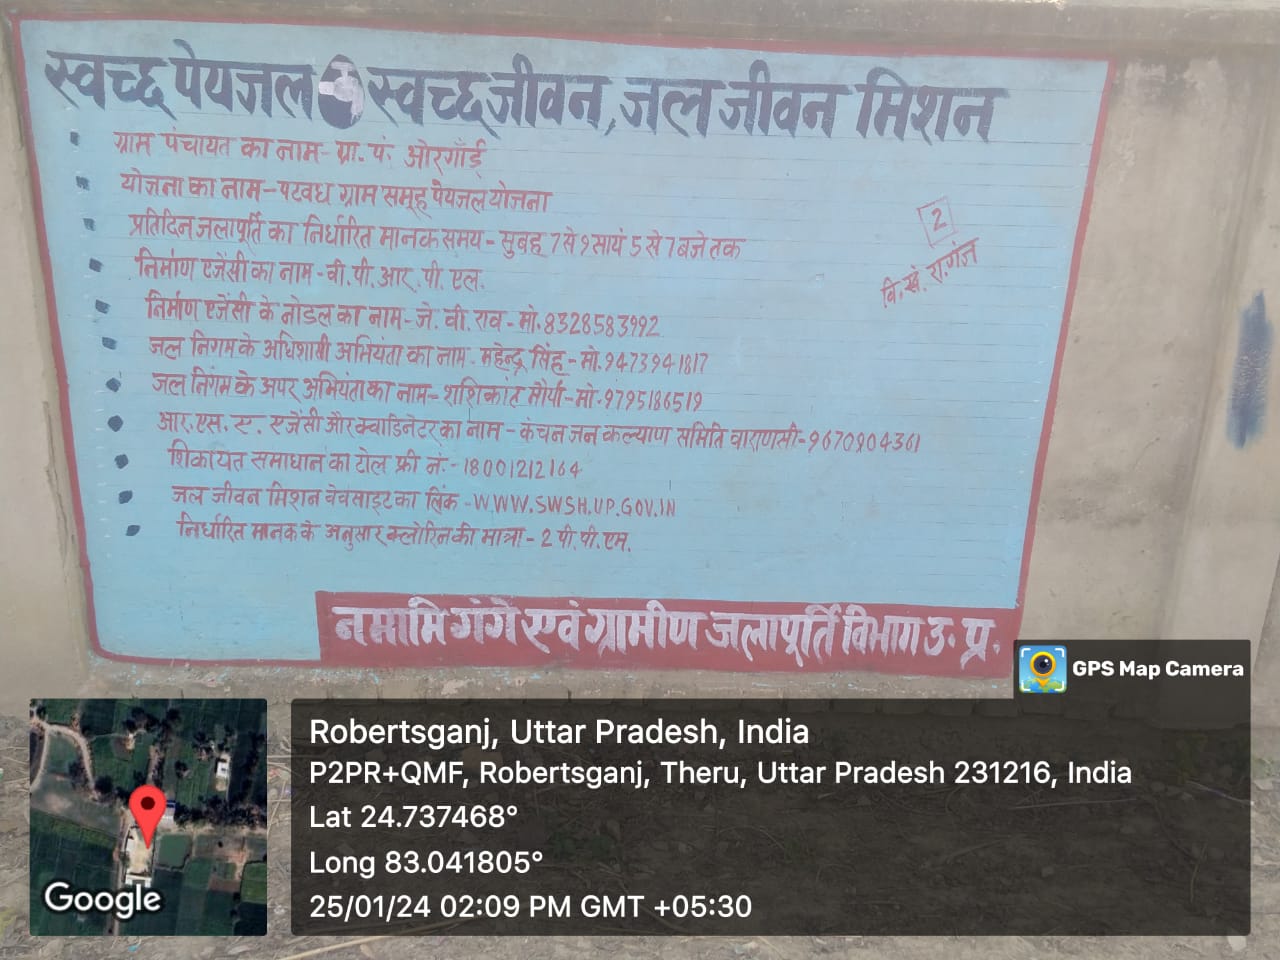 स्वच्छ पेयजल से स्वच्छ जीवन, जल जीवन मिशन
ग्राम पंचायत का नाम- ग्रा. पं. ओरगाँई
योजना का नाम-पटवध ग्राम समूह पेयजल योजना
प्रतिदिन जलापूर्ति का निर्धारित मानक समय - सुबह 7 से 9 सायं 5 से 7 बजे तक
निर्माण एजेंसी का नाम -वी.पी.आर.पी.एल.
निर्माण एजेंसी के नोडल का नाम-जे. वी. राव - मो.8328583992
जल निगम के अधिशासी अभियंता का नाम- महेन्द्र सिंह - मो.9473941817
जल निगम के अपर अभियंता का नाम- शशिकांत मौर्या-मो.-9795186519
आर.एस.ए. एजेंसी और क्वाडिनेटर का नाम - कंचन जन कल्याण समिति वाराणसी-9670904361
शिकायत समाधान का टोल फ्री नं.-18001212164
जल जीवन मिशन वेवसाइट का लिंक -WWW.SWSH.UP.GOV.IN
निर्धारित मानक के अनुसार क्लोरिन की मात्रा - 2 पी.पी.एम.
2
वि. खं. रा. गंज
नमामि गंगे एवं ग्रामीण जलापूर्ति विभाग उ. प्र.
GPS Map Camera
Robertsganj, Uttar Pradesh, India
P2PR+QMF, Robertsganj, Theru, Uttar Pradesh 231216, India
Lat 24.737468°
Long 83.041805°
25/01/24 02:09 PM GMT +05:30
Google